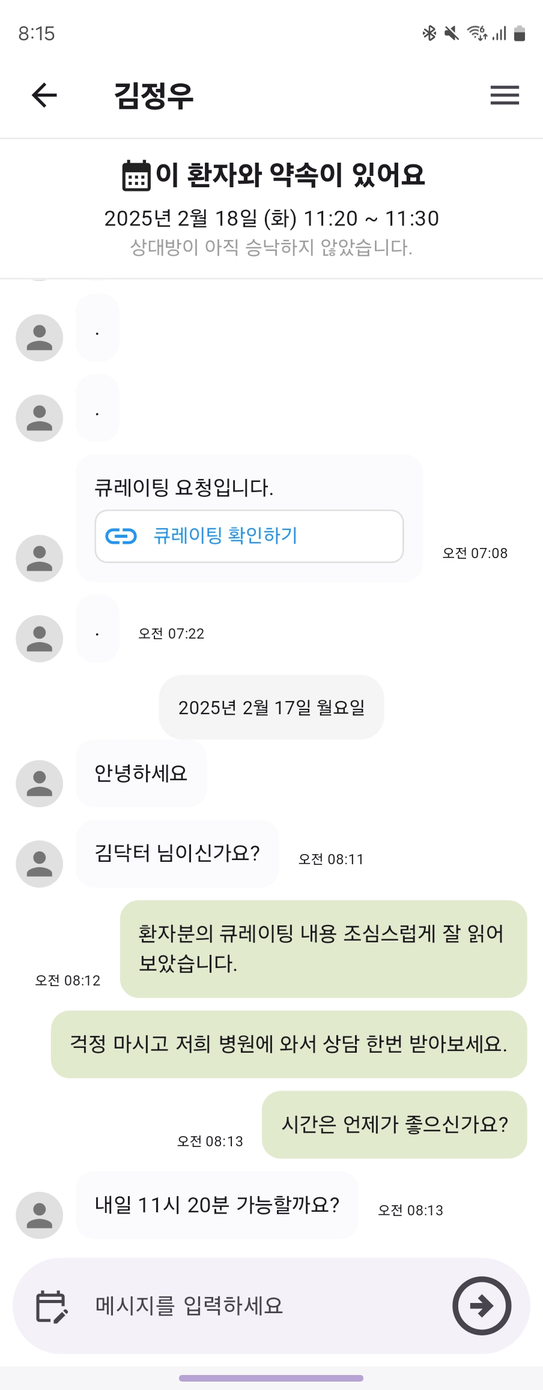 8:15
김정우
이 환자와 약속이 있어요
2025년 2월 18일 (화) 11:20 ~ 11:30
상대방이 아직 승낙하지 않았습니다.
.
.
큐레이팅 요청입니다.
큐레이팅 확인하기
오전 07:08
.
오전 07:22
2025년 2월 17일 월요일
안녕하세요
김닥터 님이신가요?
오전 08:11
환자분의 큐레이팅 내용 조심스럽게 잘 읽어
보았습니다.
오전 08:12
걱정 마시고 저희 병원에 와서 상담 한번 받아보세요.
시간은 언제가 좋으신가요?
오전 08:13
내일 11시 20분 가능할까요?
오전 08:13
메시지를 입력하세요